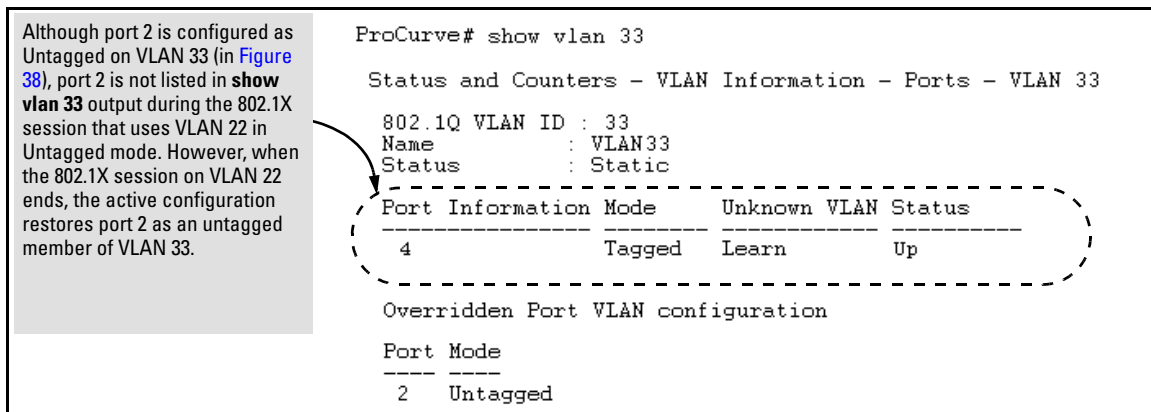 Although port 2 is configured as
Untagged on VLAN 33 (in Figure
38), port 2 is not listed in show
vlan 33 output during the 802.1X
session that uses VLAN 22 in
Untagged mode. However, when
the 802.1X session on VLAN 22
ends, the active configuration
restores port 2 as an untagged
member of VLAN 33.
ProCurve# show vlan 33
Status and Counters - VLAN Information - Ports - VLAN 33
802.1Q VLAN ID : 33
Name : VLAN33
Status : Static
Port Information Mode Unknown VLAN Status
---------------- -------- ------------ ----------
4 Tagged Learn Up
Overridden Port VLAN configuration
Port Mode
---- ----
2 Untagged